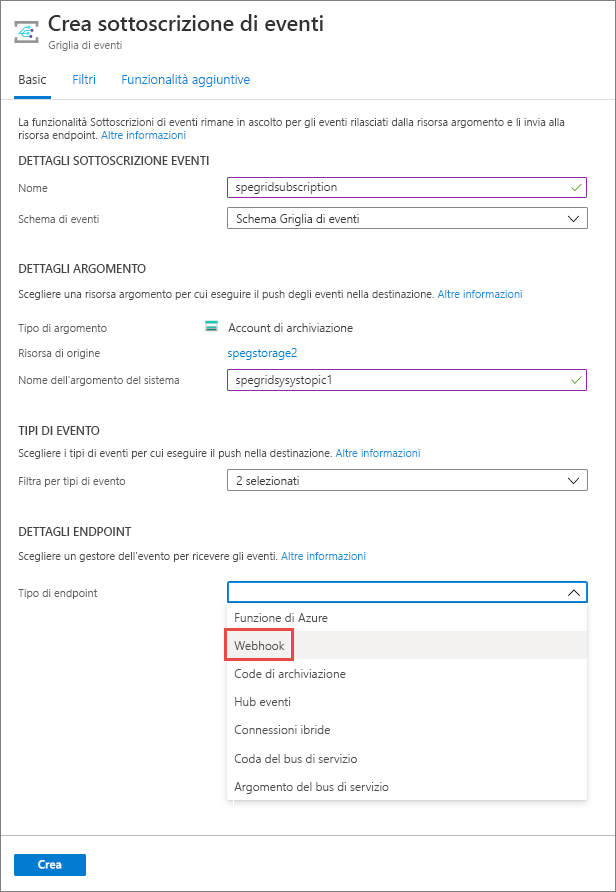 Crea sottoscrizione di eventi
Griglia di eventi
Basic Filtri Funzionalità aggiuntive
La funzionalità Sottoscrizioni di eventi rimane in ascolto per gli eventi rilasciati dalla risorsa argomento e li invia alla
risorsa endpoint. Altre informazioni
DETTAGLI SOTTOSCRIZIONE EVENTI
Nome spegridsubscription
Schema di eventi Schema Griglia di eventi
DETTAGLI ARGOMENTO
Scegliere una risorsa argomento per cui eseguire il push degli eventi nella destinazione. Altre informazioni
Tipo di argomento Account di archiviazione
Risorsa di origine spegstorage2
Nome dell'argomento del sistema spegridsysystopic1
TIPI DI EVENTO
Scegliere i tipi di eventi per cui eseguire il push nella destinazione. Altre informazioni
Filtra per tipi di evento 2 selezionati
DETTAGLI ENDPOINT
Scegliere un gestore dell'evento per ricevere gli eventi. Altre informazioni
Tipo di endpoint
Funzione di Azure
Webhook
Code di archiviazione
Hub eventi
Connessioni ibride
Coda del bus di servizio
Argomento del bus di servizio
Crea